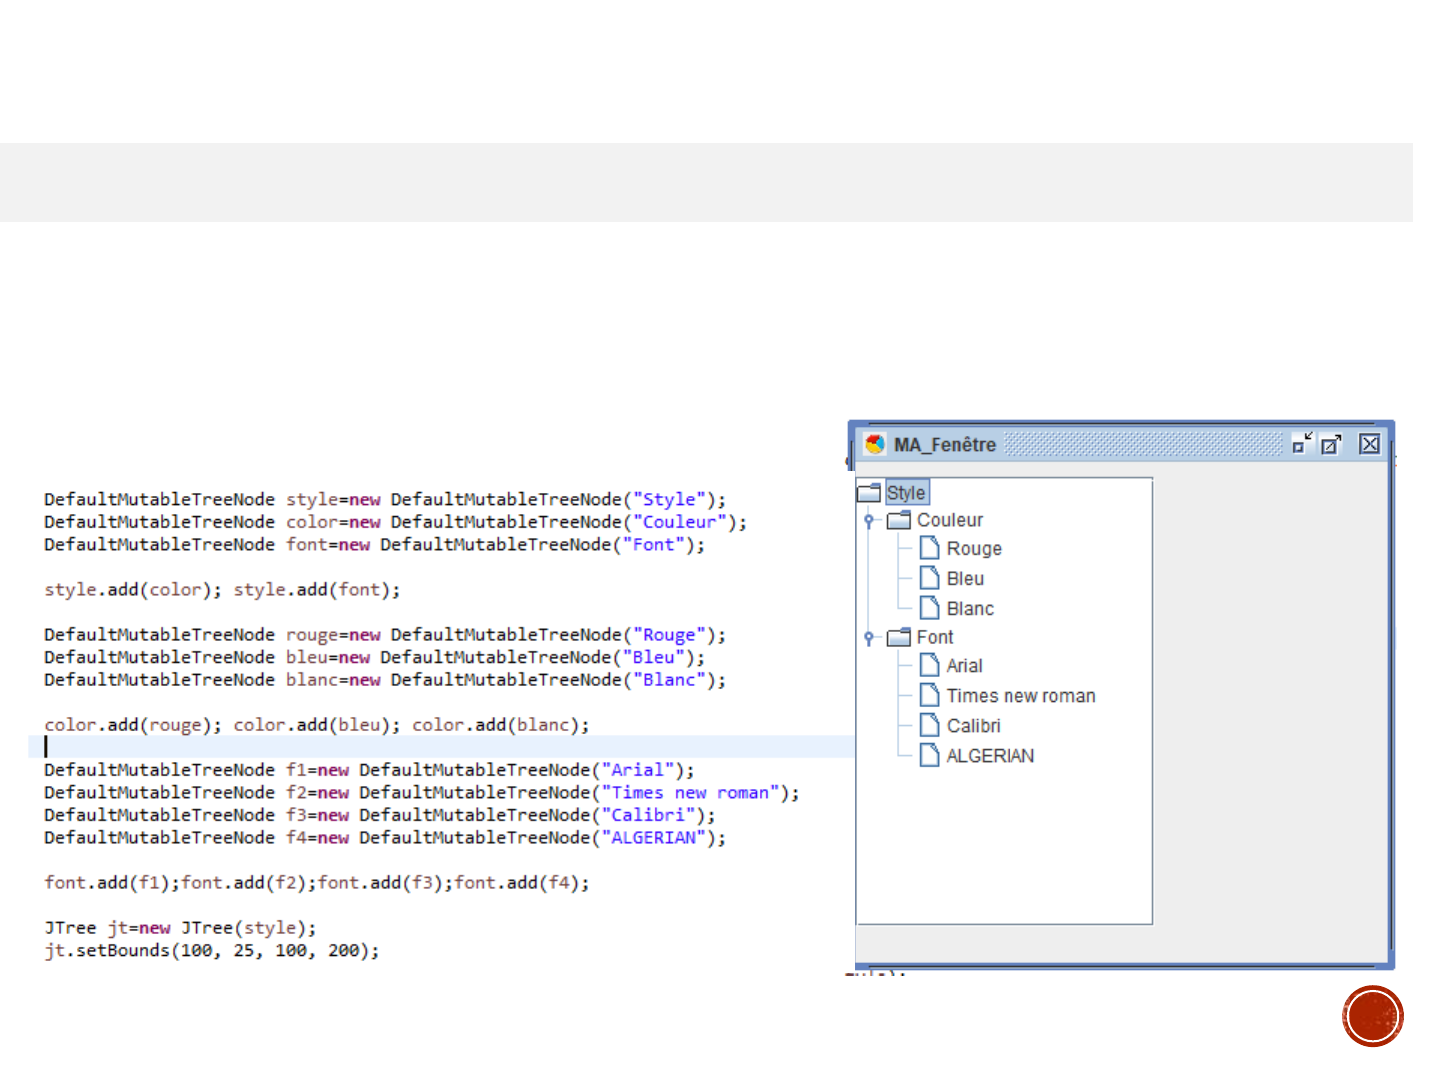 DefaultMutableTreeNode style=new DefaultMutableTreeNode("Style");
DefaultMutableTreeNode color=new DefaultMutableTreeNode("Couleur");
DefaultMutableTreeNode font=new DefaultMutableTreeNode("Font");
style.add(color); style.add(font);
DefaultMutableTreeNode rouge=new DefaultMutableTreeNode("Rouge");
DefaultMutableTreeNode bleu=new DefaultMutableTreeNode("Bleu");
DefaultMutableTreeNode blanc=new DefaultMutableTreeNode("Blanc");
color.add(rouge); color.add(bleu); color.add(blanc);
DefaultMutableTreeNode f1=new DefaultMutableTreeNode("Arial");
DefaultMutableTreeNode f2=new DefaultMutableTreeNode("Times new roman");
DefaultMutableTreeNode f3=new DefaultMutableTreeNode("Calibri");
DefaultMutableTreeNode f4=new DefaultMutableTreeNode("ALGERIAN");
font.add(f1);font.add(f2);font.add(f3);font.add(f4);
JTree jt=new JTree(style);
jt.setBounds(100, 25, 100, 200);
MA_Fenêtre
Style
Couleur
Rouge
Bleu
Blanc
Font
Arial
Times new roman
Calibri
ALGERIAN